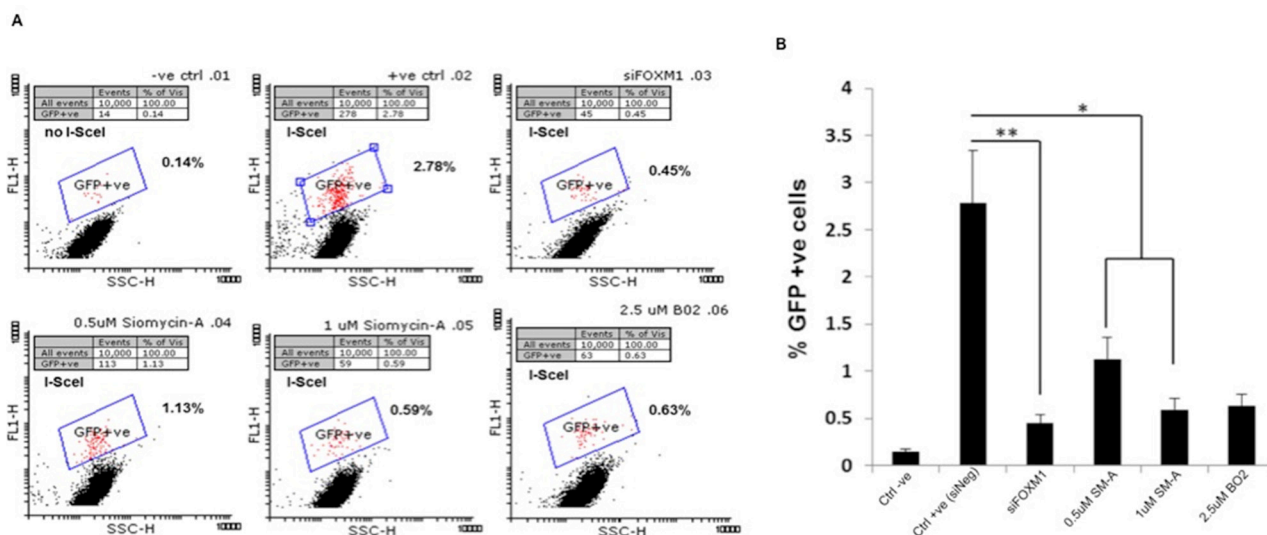 A
-ve ctrl .01
Events % of Vis
All events 10,000 100.00
GFP+ve 14 0.14
no I-SceI
0.14%
GFP+ve
FL1-H
SSC-H
+ve ctrl .02
Events % of Vis
All events 10,000 100.00
GFP+ve 278 2.78
I-SceI
2.78%
GFP+ve
FL1-H
SSC-H
siFOXM1 .03
Events % of Vis
All events 10,000 100.00
GFP+ve 45 0.45
I-SceI
0.45%
GFP+ve
FL1-H
SSC-H
0.5uM Siomycin-A .04
Events % of Vis
All events 10,000 100.00
GFP+ve 113 1.13
I-SceI
1.13%
GFP+ve
FL1-H
SSC-H
1 uM Siomycin-A .05
Events % of Vis
All events 10,000 100.00
GFP+ve 59 0.59
I-SceI
0.59%
GFP+ve
FL1-H
SSC-H
2.5 uM B02 .06
Events % of Vis
All events 10,000 100.00
GFP+ve 63 0.63
I-SceI
0.63%
GFP+ve
FL1-H
SSC-H
B
% GFP +ve cells
4
3.5
3
2.5
2
1.5
1
0.5
0
*
**
Ctrl -ve
Ctrl +ve (siNeg)
siFOXM1
0.5uM SM-A
1uM SM-A
2.5uM BO2